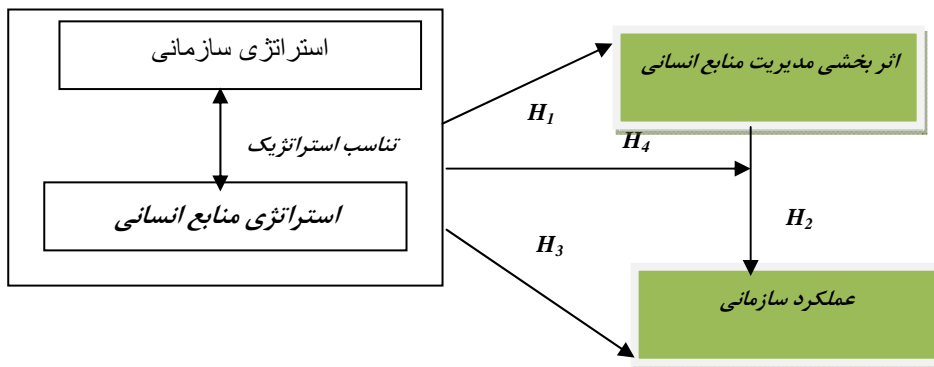 استراتژی سازمانی
اثر بخشی مدیریت منابع انسانی
H1
تناسب استراتژیک
H4
استراتژی منابع انسانی
H2
H3
عملکرد سازمانی